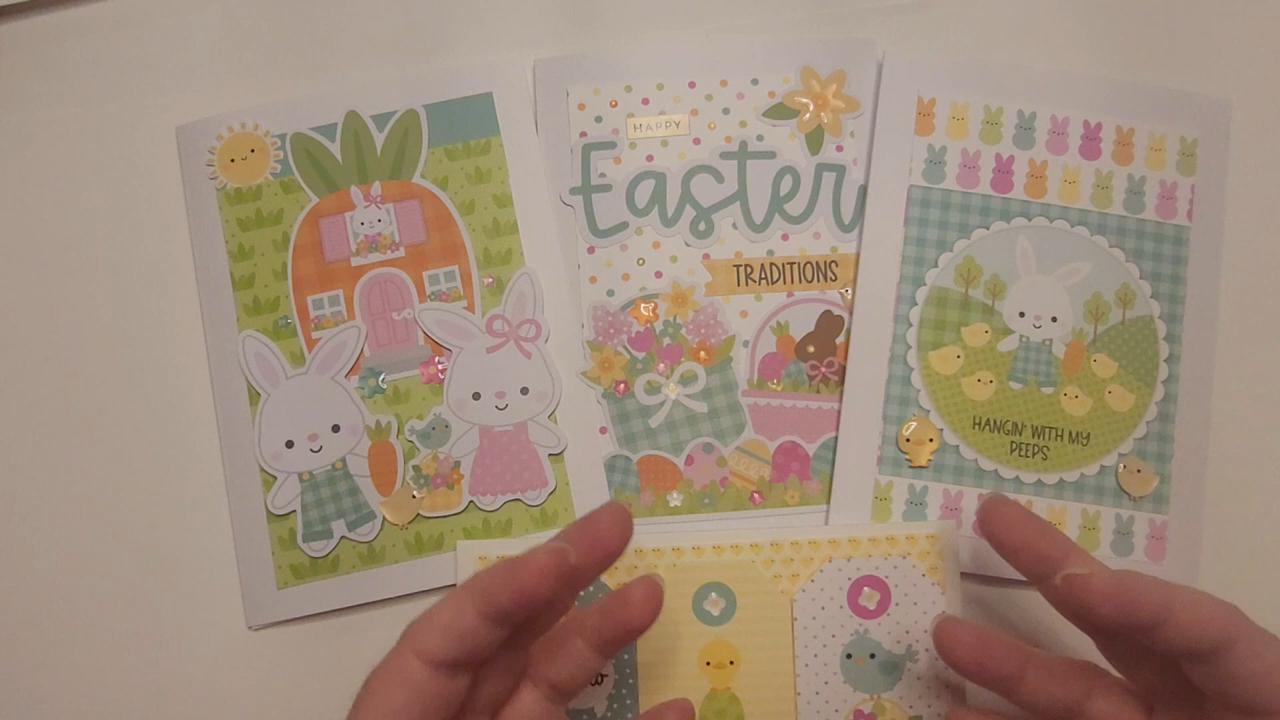 HAPPY
Easter
TRADITIONS
HANGIN' WITH MY
PEEPS